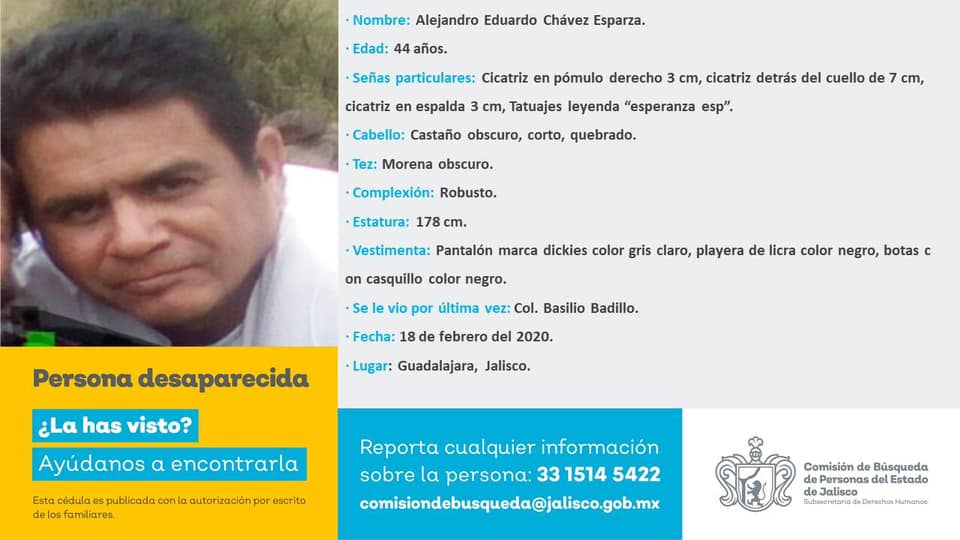 · Nombre: Alejandro Eduardo Chávez Esparza.
· Edad: 44 años.
· Señas particulares: Cicatriz en pómulo derecho 3 cm, cicatriz detrás del cuello de 7 cm,
cicatriz en espalda 3 cm, Tatuajes leyenda “esperanza esp”.
· Cabello: Castaño obscuro, corto, quebrado.
· Tez: Morena obscuro.
· Complexión: Robusto.
· Estatura: 178 cm.
· Vestimenta: Pantalón marca dickies color gris claro, playera de licra color negro, botas c
on casquillo color negro.
· Se le vio por última vez: Col. Basilio Badillo.
· Fecha: 18 de febrero del 2020.
· Lugar: Guadalajara, Jalisco.
Persona desaparecida
¿La has visto?
Ayúdanos a encontrarla
Esta cédula es publicada con la autorización por escrito
de los familiares.
Reporta cualquier información
sobre la persona: 33 1514 5422
comisiondebusqueda@jalisco.gob.mx
Comisión de Búsqueda
de Personas del Estado
de Jalisco
Subsecretaría de Derechos Humanos